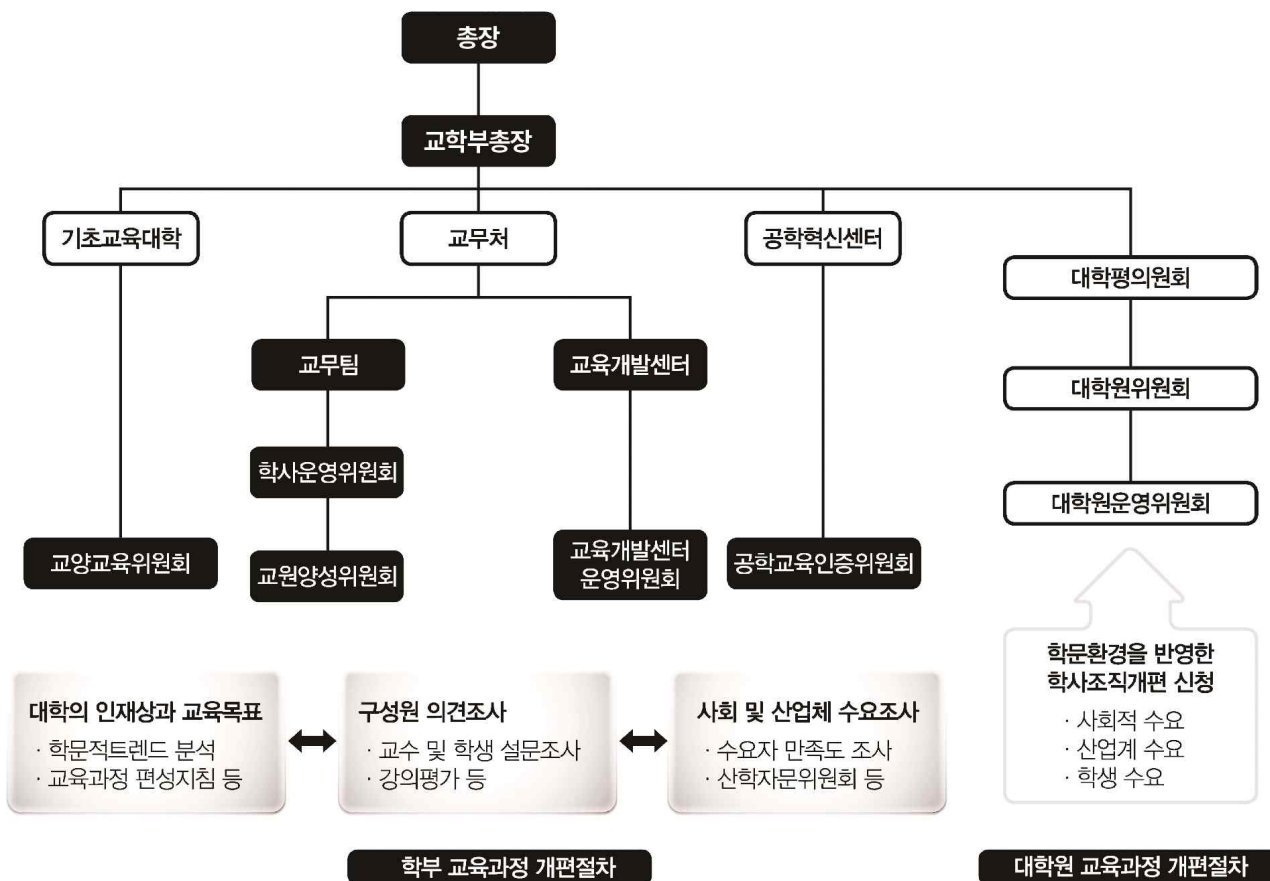 총장
교학부총장
기초교육대학
교무처
공학혁신센터
대학평의원회
교무팀
교육개발센터
대학원위원회
학사운영위원회
대학원운영위원회
교양교육위원회
교원양성위원회
교육개발센터
운영위원회
공학교육인증위원회
대학의 인재상과 교육목표
· 학문적트렌드 분석
· 교육과정 편성지침 등
구성원 의견조사
· 교수 및 학생 설문조사
· 강의평가 등
사회 및 산업체 수요조사
· 수요자 만족도 조사
· 산학자문위원회 등
학문환경을 반영한
학사조직개편 신청
· 사회적 수요
· 산업계 수요
· 학생 수요
학부 교육과정 개편절차
대학원 교육과정 개편절차